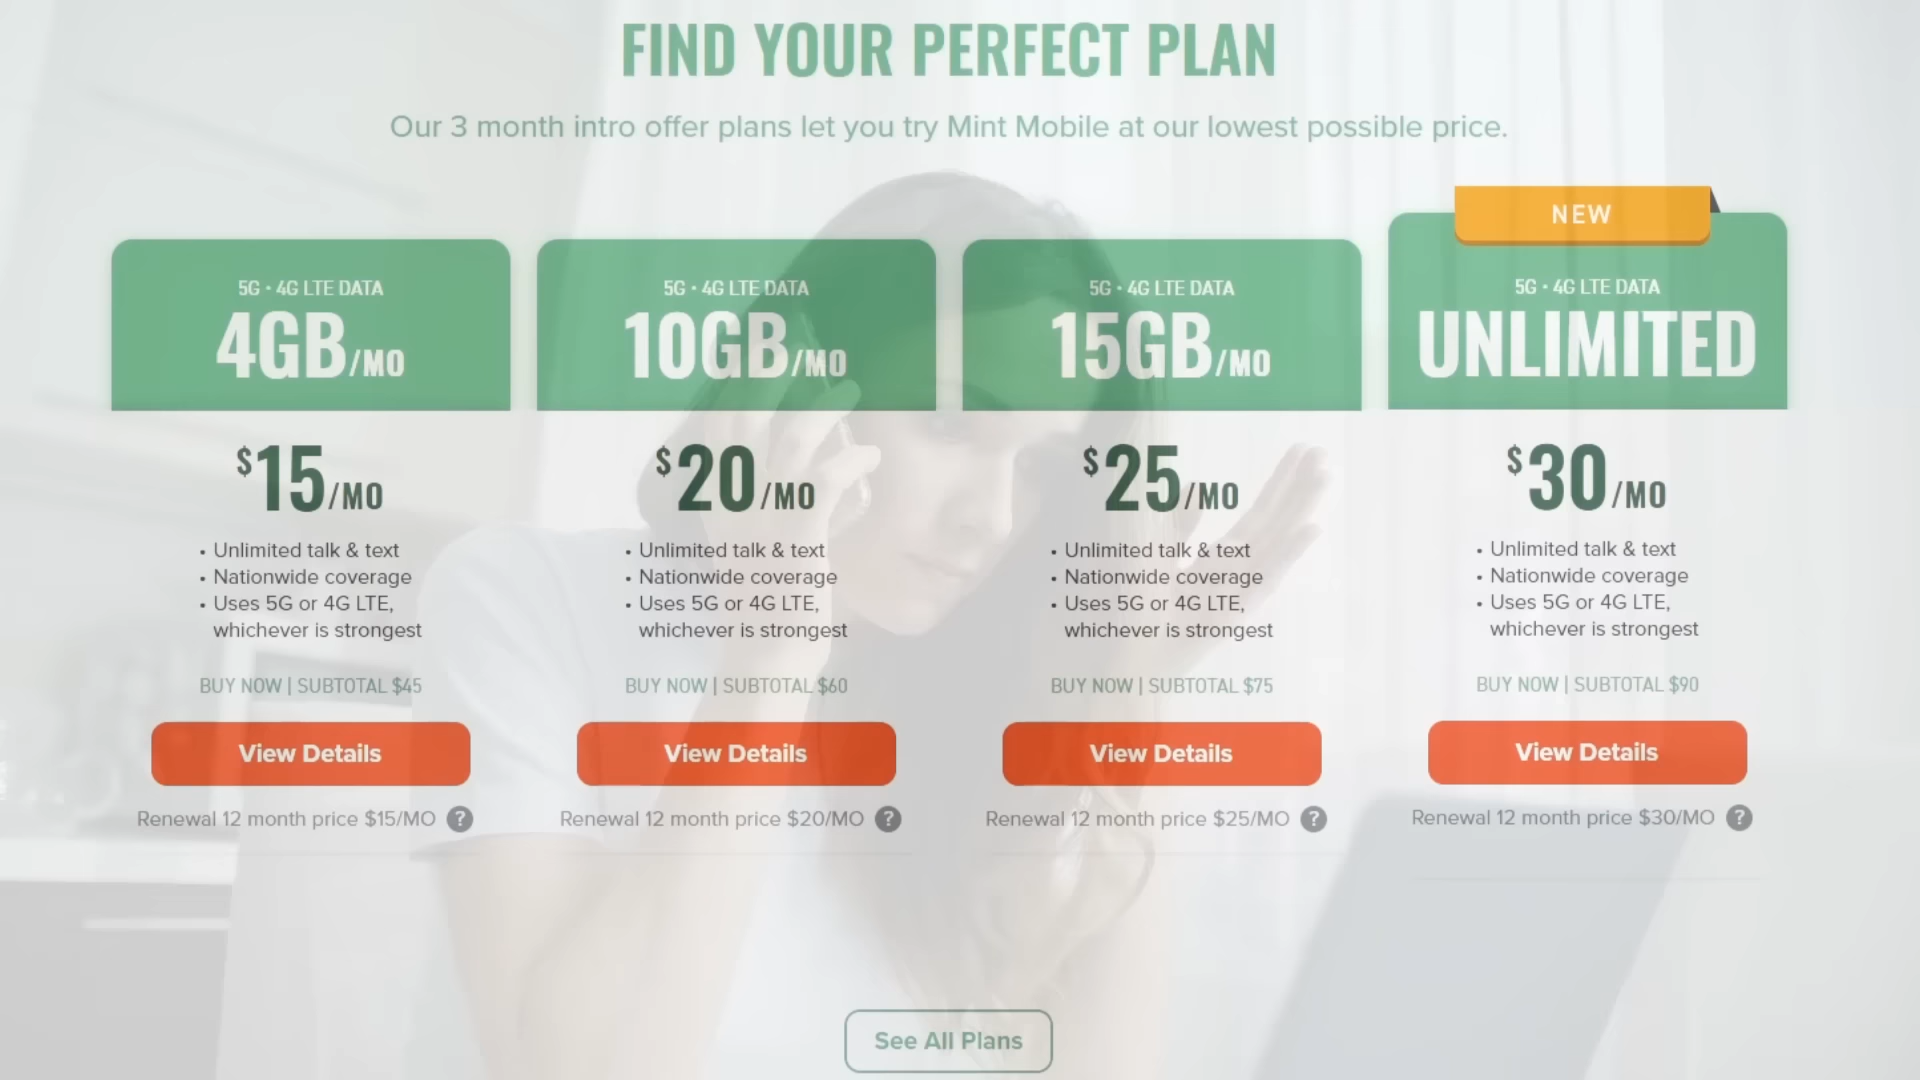 FIND YOUR PERFECT PLAN
Our 3 month intro offer plans let you try Mint Mobile at our lowest possible price.
5G • 4G LTE DATA
4GB/MO
$15/MO
• Unlimited talk & text
• Nationwide coverage
• Uses 5G or 4G LTE,
whichever is strongest
BUY NOW | SUBTOTAL $45
View Details
Renewal 12 month price $15/MO ?
5G • 4G LTE DATA
10GB/MO
$20/MO
• Unlimited talk & text
• Nationwide coverage
• Uses 5G or 4G LTE,
whichever is strongest
BUY NOW | SUBTOTAL $60
View Details
Renewal 12 month price $20/MO ?
5G • 4G LTE DATA
15GB/MO
$25/MO
• Unlimited talk & text
• Nationwide coverage
• Uses 5G or 4G LTE,
whichever is strongest
BUY NOW | SUBTOTAL $75
View Details
Renewal 12 month price $25/MO ?
NEW
5G • 4G LTE DATA
UNLIMITED
$30/MO
• Unlimited talk & text
• Nationwide coverage
• Uses 5G or 4G LTE,
whichever is strongest
BUY NOW | SUBTOTAL $90
View Details
Renewal 12 month price $30/MO ?
See All Plans